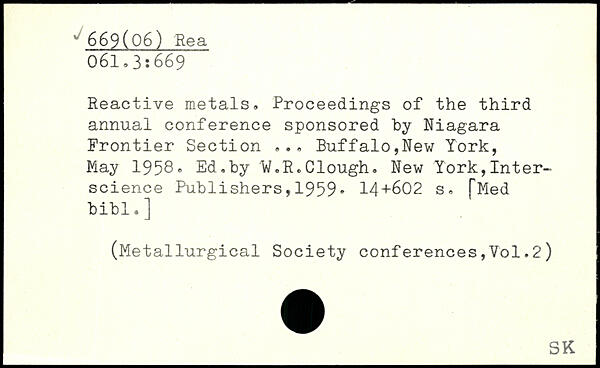 669(06) Rea
061.3:669
Reactive metals. Proceedings of the third
annual conference sponsored by Niagara
Frontier Section ... Buffalo,New York,
May 1958. Ed.by W.R.Clough. New York,Inter-
science Publishers,1959. 14+602 s. [Med
bibl.]
(Metallurgical Society conferences,Vol.2)
SK